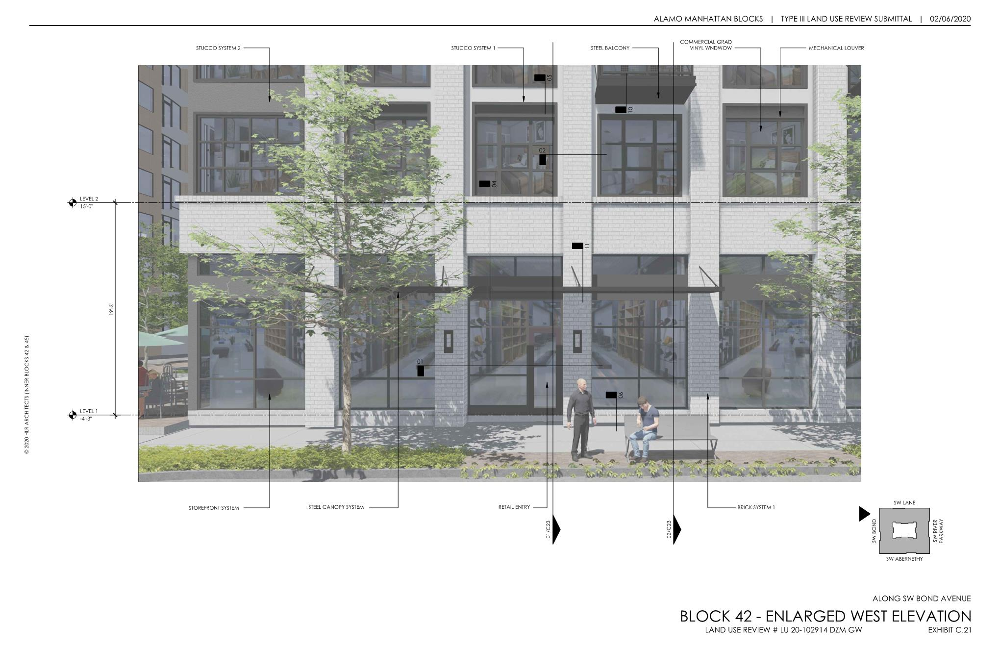 ALAMO MANHATTAN BLOCKS | TYPE III LAND USE REVIEW SUBMITTAL | 02/06/2020
STUCCO SYSTEM 2
STUCCO SYSTEM 1
STEEL BALCONY
COMMERCIAL GRAD
VINYL WNDWOW
MECHANICAL LOUVER
05
10
02
04
LEVEL 2
15'-0"
11
19'-3"
01
06
LEVEL 1
-4'-3"
© 2020 HLR ARCHITECTS (INNER BLOCKS 42 & 45)
STOREFRONT SYSTEM
STEEL CANOPY SYSTEM
RETAIL ENTRY
BRICK SYSTEM 1
01/C23
02/C23
SW LANE
SW BOND
SW RIVER
PARKWAY
SW ABERNETHY
ALONG SW BOND AVENUE
BLOCK 42 - ENLARGED WEST ELEVATION
LAND USE REVIEW # LU 20-102914 DZM GW
EXHIBIT C.21